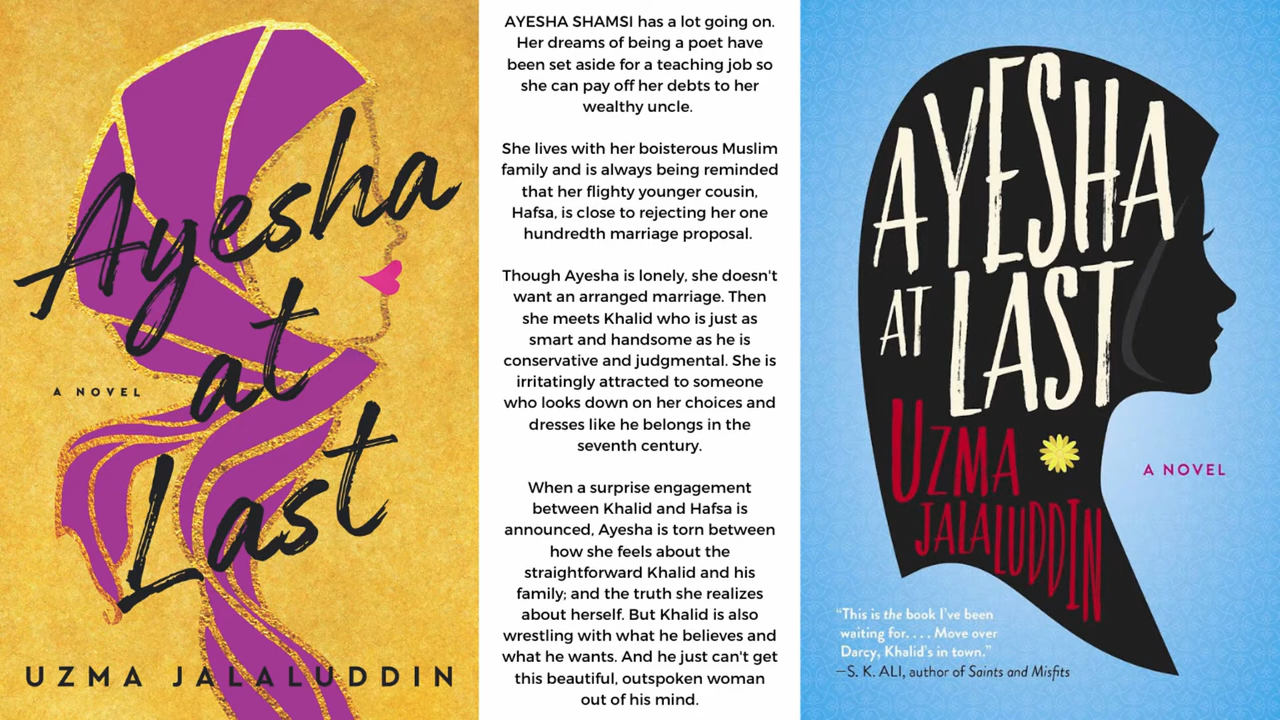 Ayesha
at
Last
A NOVEL
UZMA JALALUDDIN
AYESHA SHAMSI has a lot going on.
Her dreams of being a poet have
been set aside for a teaching job so
she can pay off her debts to her
wealthy uncle.
She lives with her boisterous Muslim
family and is always being reminded
that her flighty younger cousin,
Hafsa, is close to rejecting her one
hundredth marriage proposal.
Though Ayesha is lonely, she doesn't
want an arranged marriage. Then
she meets Khalid who is just as
smart and handsome as he is
conservative and judgmental. She is
irritatingly attracted to someone
who looks down on her choices and
dresses like he belongs in the
seventh century.
When a surprise engagement
between Khalid and Hafsa is
announced, Ayesha is torn between
how she feels about the
straightforward Khalid and his
family; and the truth she realizes
about herself. But Khalid is also
wrestling with what he believes and
what he wants. And he just can't get
this beautiful, outspoken woman
out of his mind.
AYESHA
AT LAST
UZMA
JALALUDDIN
A NOVEL
“This is the book I've been
waiting for. . . . Move over
Darcy, Khalid's in town.”
—S. K. ALI, author of Saints and Misfits